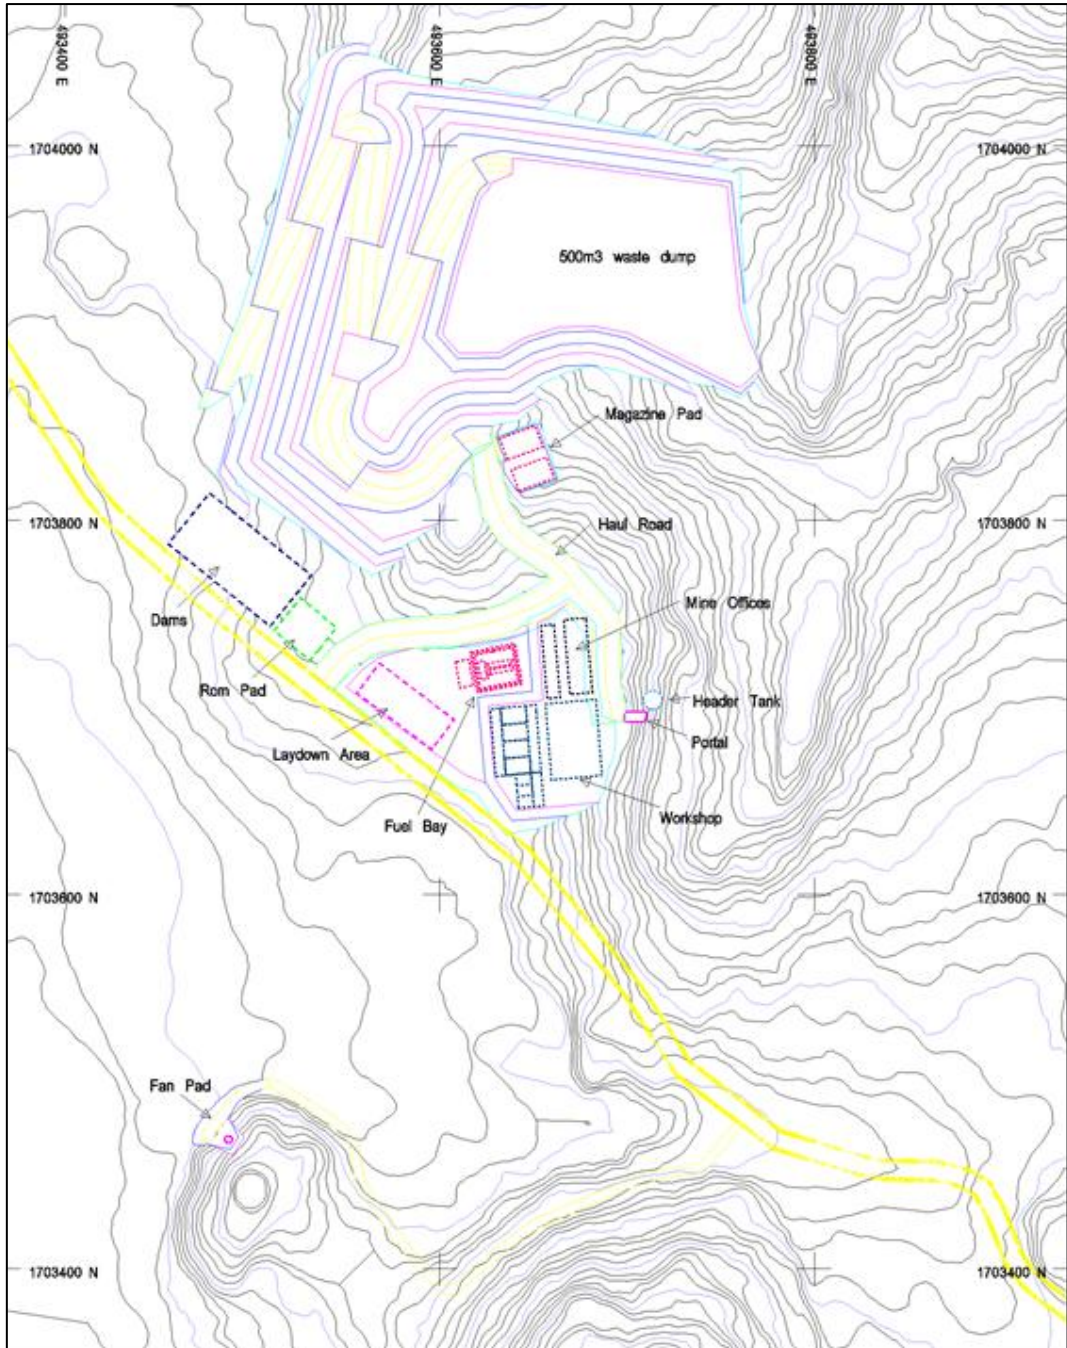 493400 E
493600 E
493800 E
1704000 N
1704000 N
500m3 waste dump
Magazine Pad
1703800 N
Haul Road
1703800 N
Mine Offices
Dams
Rom Pad
Header Tank
Laydown Area
Portal
Fuel Bay
Workshop
1703600 N
1703600 N
Fan Pad
1703400 N
1703400 N